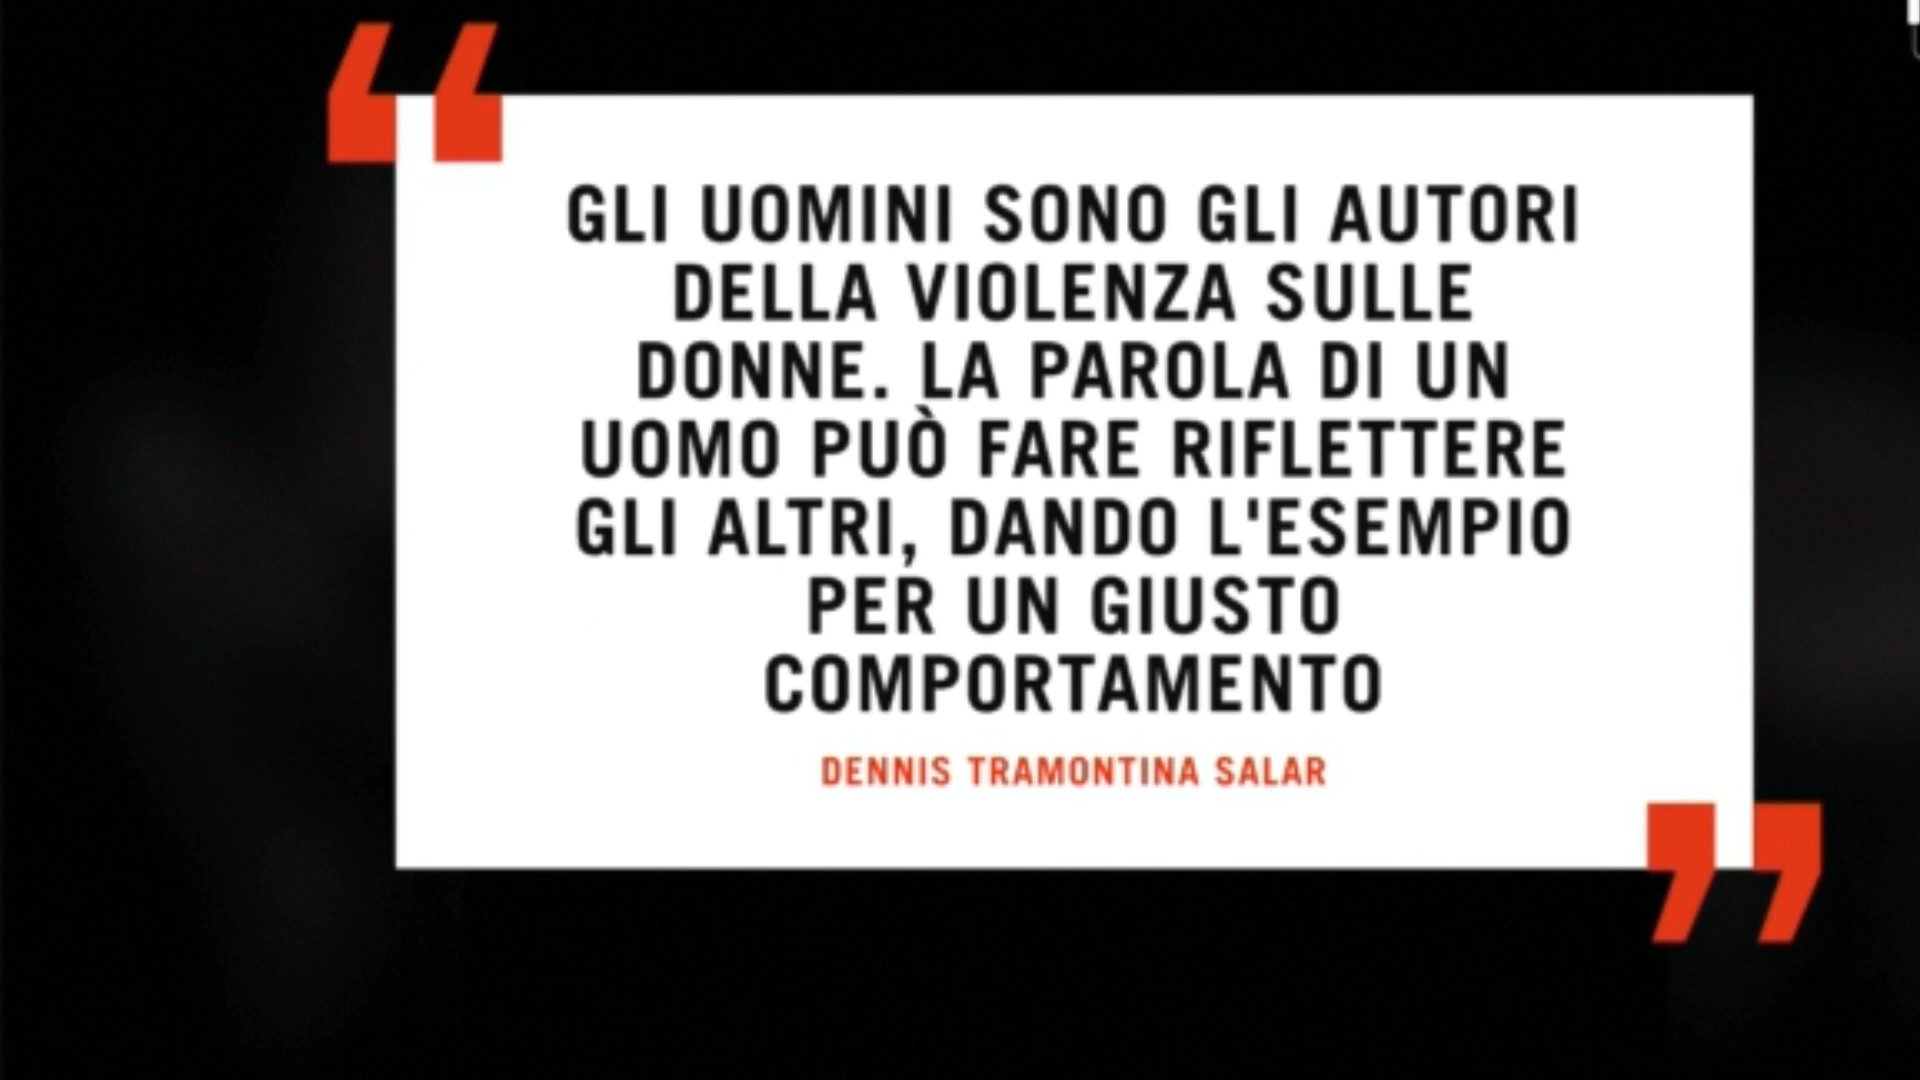 GLI UOMINI SONO GLI AUTORI
DELLA VIOLENZA SULLE
DONNE. LA PAROLA DI UN
UOMO PUÒ FARE RIFLETTERE
GLI ALTRI, DANDO L'ESEMPIO
PER UN GIUSTO
COMPORTAMENTO
DENNIS TRAMONTINA SALAR